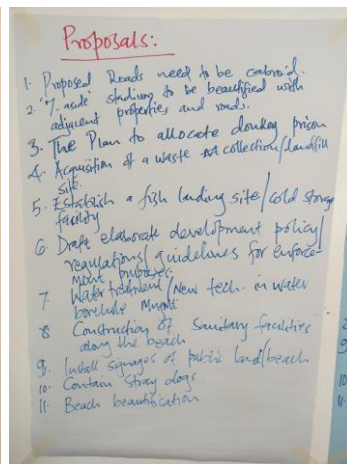 Proposals:
1. Proposed Roads need to be cabroid.
2. '7-aside' stadium to be beautified with
adjacent properties and roads.
3. The Plan to allocate donkey prison
4. Acquisition of a waste collection/landfill
site.
5. Establish a fish landing site/cold storage
facility
6. Draft elaborate development policy/
regulations/guidelines for enforce-
ment purposes.
7. Water treatment/New tech. in water
borehole Mngmt
8 Construction of Sanitary facilities
along the beach
9. Install signages of public land/beach
10. Contain stray dogs
11. Beach beautification